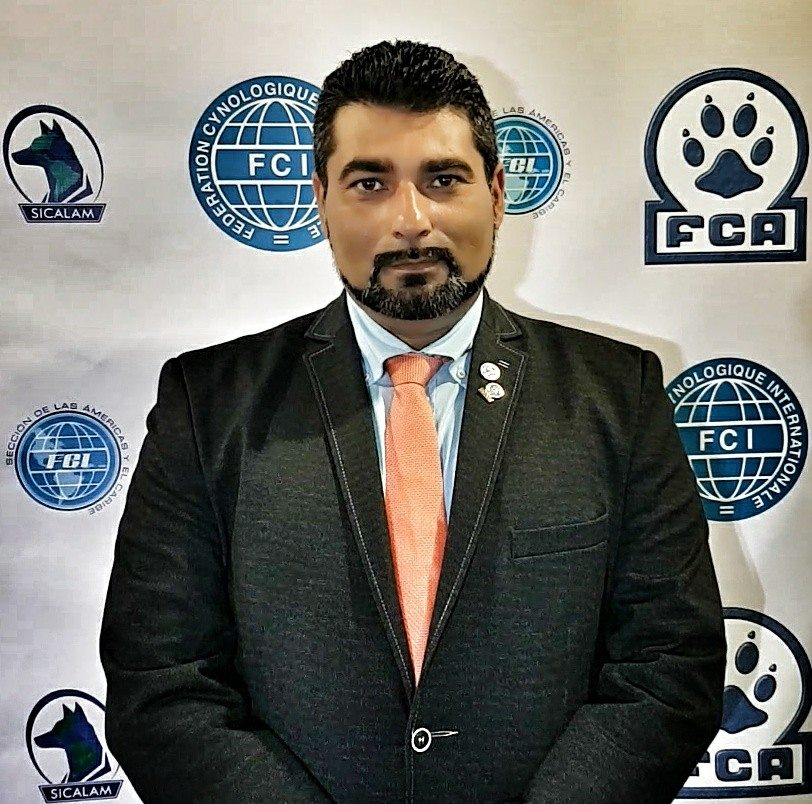 FEDERATION CYNOLOGIQUE
FCI
DE LAS AMERICAS Y EL CARIBE
FCI
FCA
SICALAM
SECCIÓN DE LAS AMERICAS Y EL CARIBE
FCI
CYNOLOGIQUE INTERNATIONALE
FCI
SICALAM
FCA